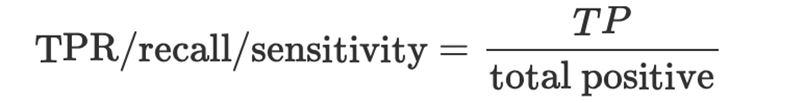 TPR/recall/sensitivity = TP / total positive